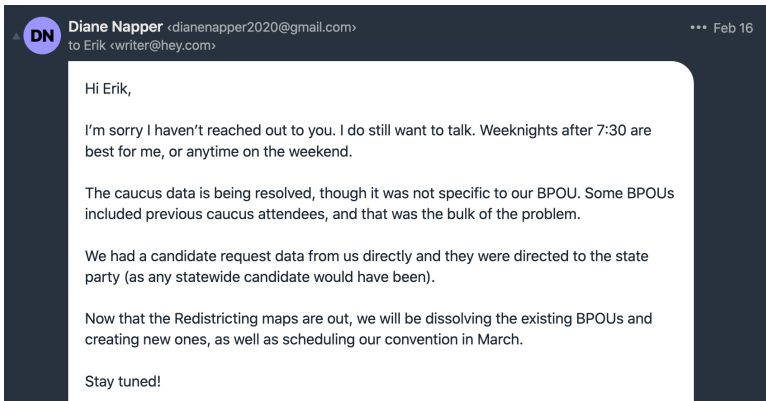 DN
Diane Napper <dianenapper2020@gmail.com>
••• Feb 16
to Erik <writer@hey.com>
Hi Erik,
I’m sorry I haven’t reached out to you. I do still want to talk. Weeknights after 7:30 are
best for me, or anytime on the weekend.
The caucus data is being resolved, though it was not specific to our BPOU. Some BPOUs
included previous caucus attendees, and that was the bulk of the problem.
We had a candidate request data from us directly and they were directed to the state
party (as any statewide candidate would have been).
Now that the Redistricting maps are out, we will be dissolving the existing BPOUs and
creating new ones, as well as scheduling our convention in March.
Stay tuned!